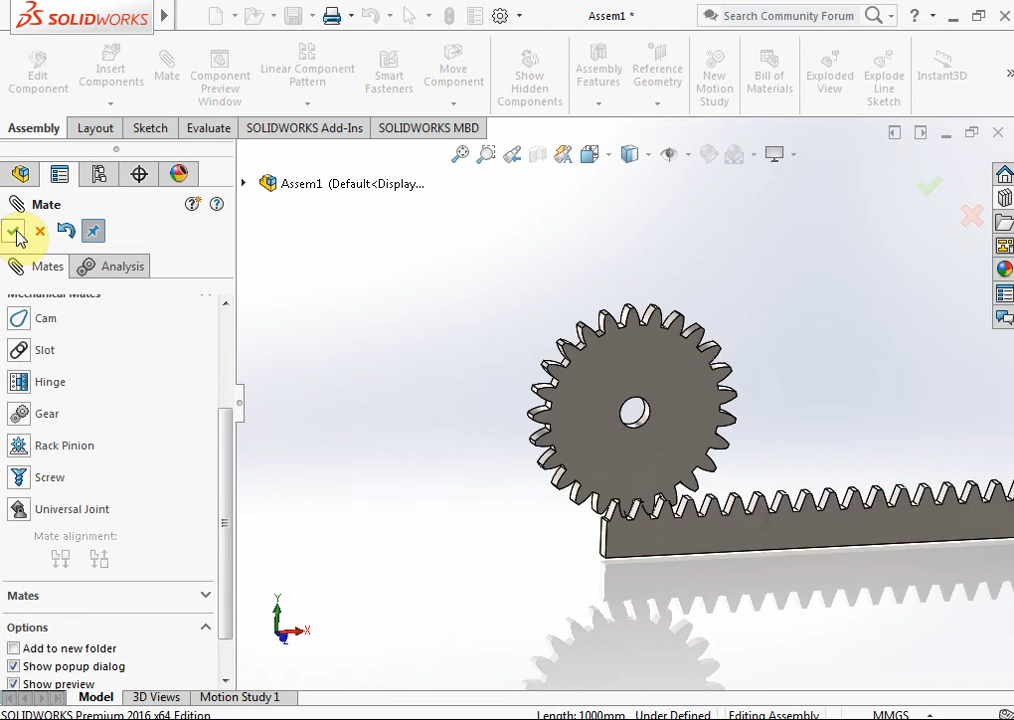 SOLIDWORKS
Assem1 *
Search Community Forum
?
Edit Component
Insert Components
Mate
Component Preview Window
Linear Component Pattern
Smart Fasteners
Move Component
Show Hidden Components
Assembly Features
Reference Geometry
New Motion Study
Bill of Materials
Exploded View
Explode Line Sketch
Instant3D
»
Assembly
Layout
Sketch
Evaluate
SOLIDWORKS Add-Ins
SOLIDWORKS MBD
Assem1 (Default<Display...
Mate
Mates
Analysis
Mechanical Mates
Cam
Slot
Hinge
Gear
Rack Pinion
Screw
Universal Joint
Mate alignment:
Mates
Options
Add to new folder
Show popup dialog
Show preview
Y
X
Z
Model
3D Views
Motion Study 1
SOLIDWORKS Premium 2016 x64 Edition
Length: 1000mm
Under Defined
Editing Assembly
MMGS